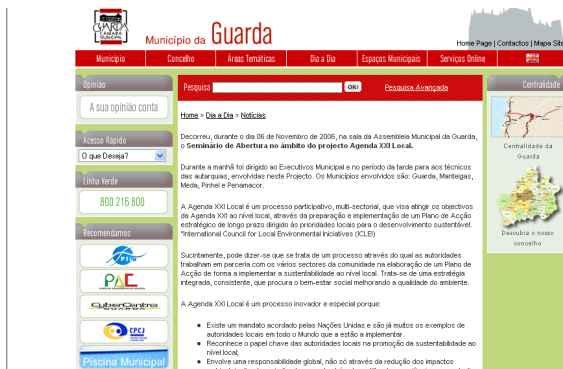 GUARDA
CÂMARA
MUNICIPAL
Município da Guarda
Home Page | Contactos | Mapa Site
Município
Concelho
Áreas Temáticas
Dia a Dia
Espaços Municipais
Serviços Online
Opinião
A sua opinião conta
Acesso Rápido
O que Deseja?
Linha Verde
800 216 800
Recomendamos
PAC
CyberCentro
GUARDA
CPCJ
Piscina Municipal
Pesquisa
OK!
Pesquisa Avançada
Home > Dia a Dia > Notícias
Decorreu, durante o dia 06 de Novembro de 2006, na sala da Assembleia Municipal da Guarda,
o Seminário de Abertura no âmbito do projecto Agenda XXI Local.
Durante a manhã foi dirigido ao Executivos Municipal e no período da tarde para aos técnicos
das autarquias, envolvidas neste Projecto. Os Municípios envolvidos são: Guarda, Manteigas,
Meda, Pinhel e Penamacor.
A Agenda XXI Local é um processo participativo, multi-sectorial, que visa atingir os objectivos
da Agenda XXI ao nível local, através da preparação e implementação de um Plano de Acção
estratégico de longo prazo dirigido às prioridades locais para o desenvolvimento sustentável.
"International Council for Local Environmental Iniciatives (ICLEI)
Sucintamente, pode dizer-se que se trata de um processo através do qual as autoridades
trabalham em parceria com os vários sectores da comunidade na elaboração de um Plano de
Acção de forma a implementar a sustentabilidade ao nível local. Trata-se de uma estratégia
integrada, consistente, que procura o bem-estar social melhorando a qualidade do ambiente.
A Agenda XXI Local é um processo inovador e especial porque:
Existe um mandato acordado pelas Nações Unidas e são já muitos os exemplos de
autoridades locais em todo o Mundo que a estão a implementar.
Reconhece o papel chave das autoridades locais na promoção da sustentabilidade ao
nível local;
Envolve uma responsabilidade global, não só através da redução dos impactos
Centralidade
Centralidade da
Guarda
Descubra o nosso
concelho